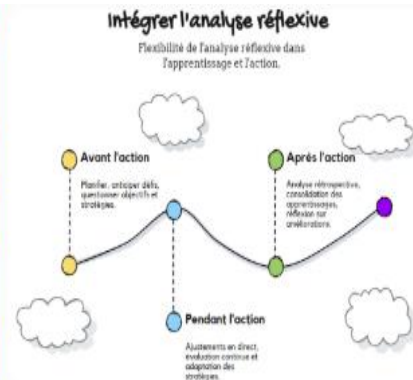 Intégrer l'analyse réflexive
Flexibilité de l'analyse réflexive dans
l'apprentissage et l'action.
Avant l'action
Planifier, anticiper défis,
questionner objectifs et
stratégies.
Après l'action
Analyse rétrospective,
consolidation des
apprentissages,
réflexion sur
améliorations.
Pendant l'action
Ajustements en direct,
évaluation continue et
adaptation des
stratégies.